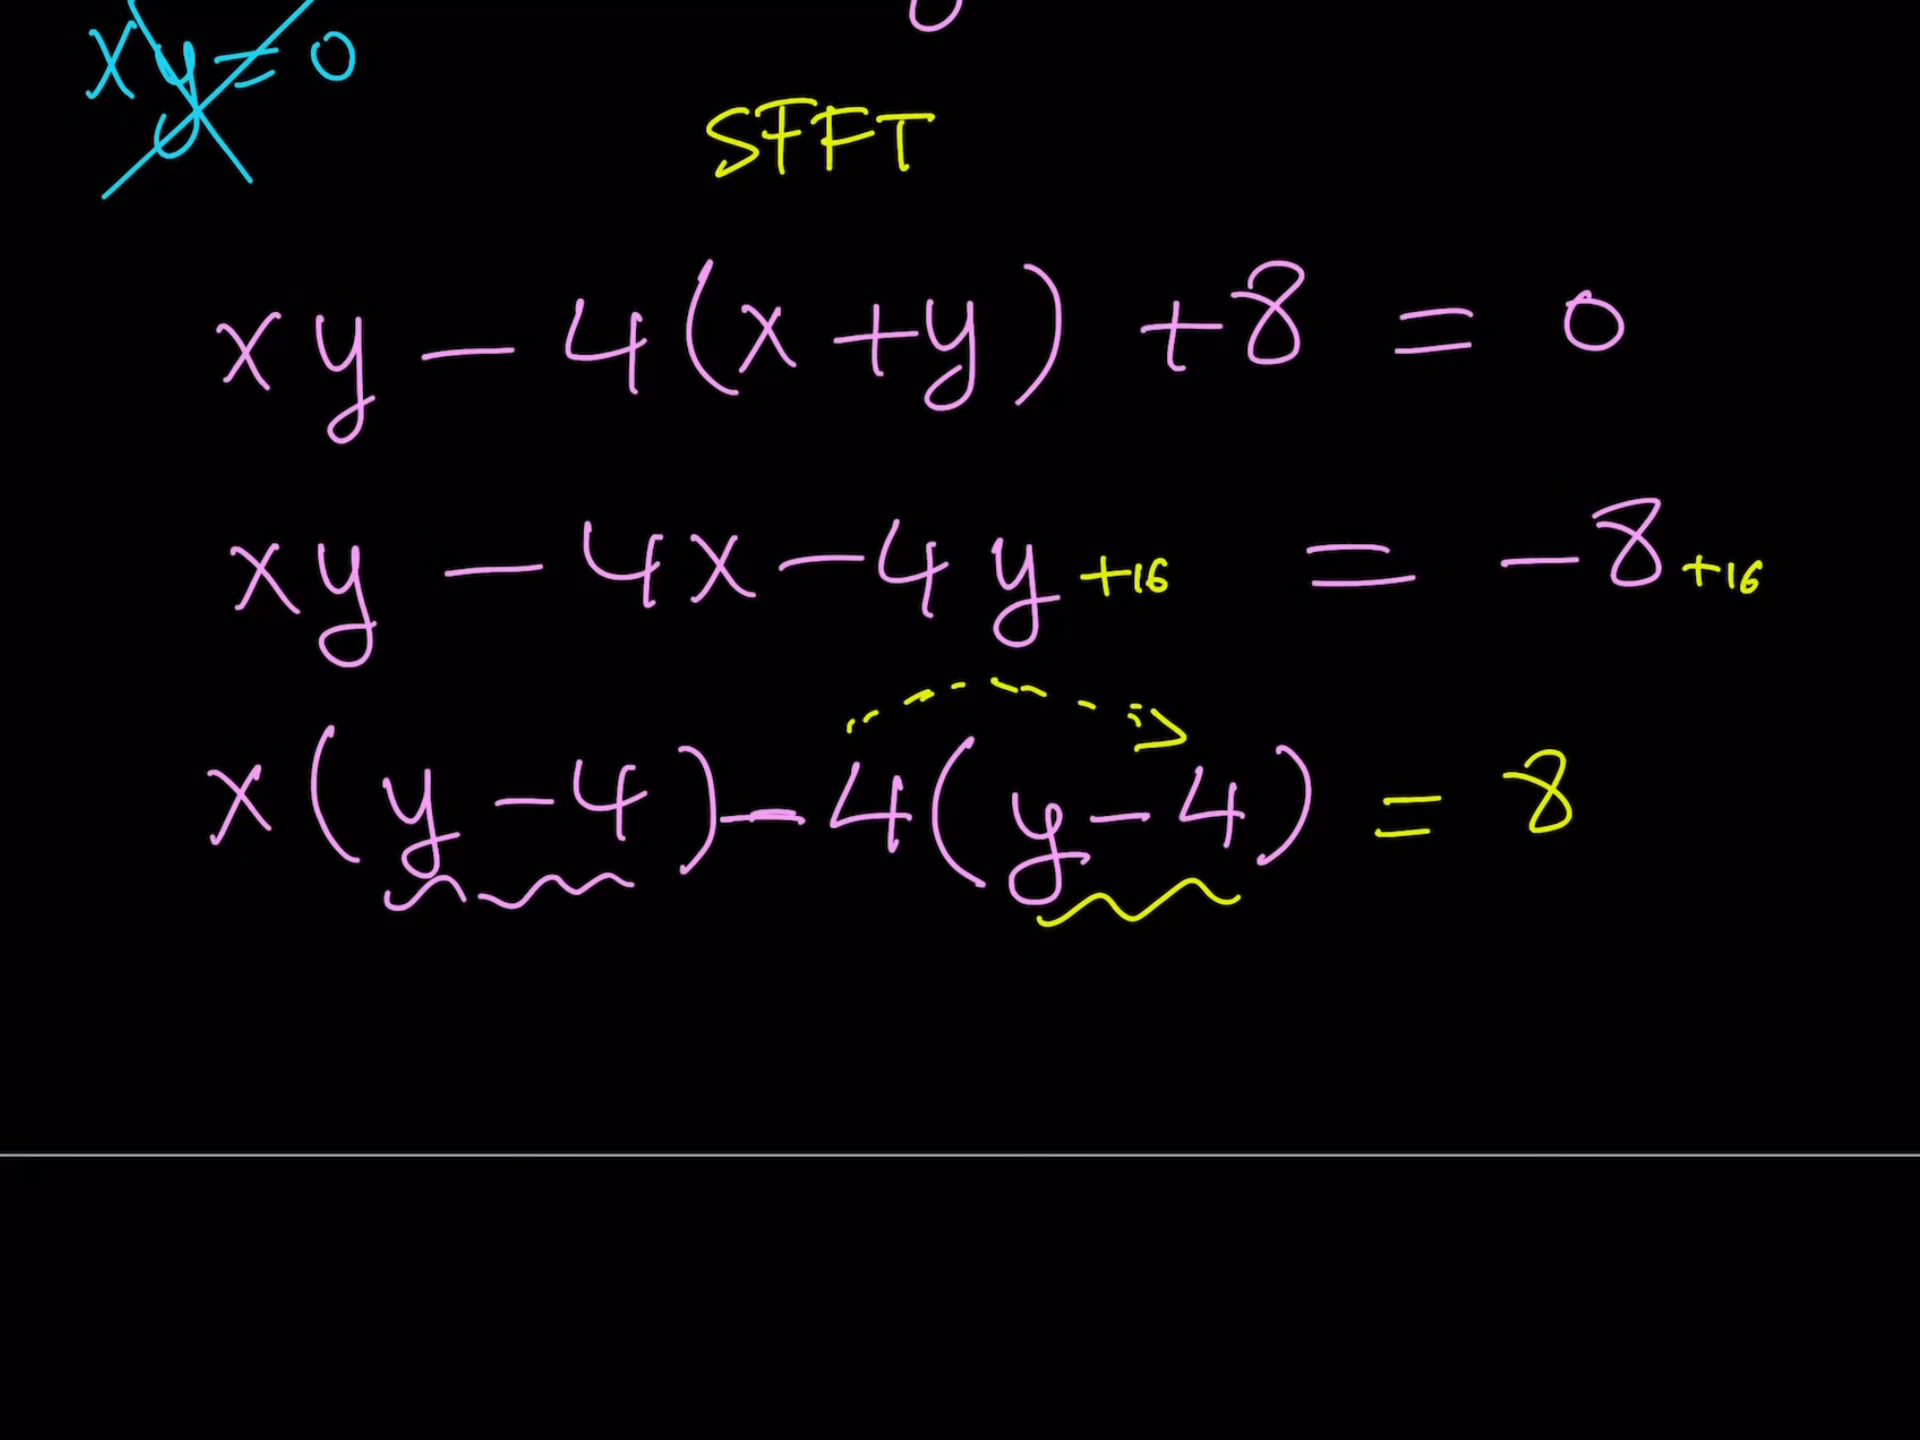 xy = 0
SFFT
xy - 4(x + y) + 8 = 0
xy - 4x - 4y + 16 = -8 + 16
x(y - 4) - 4(y - 4) = 8